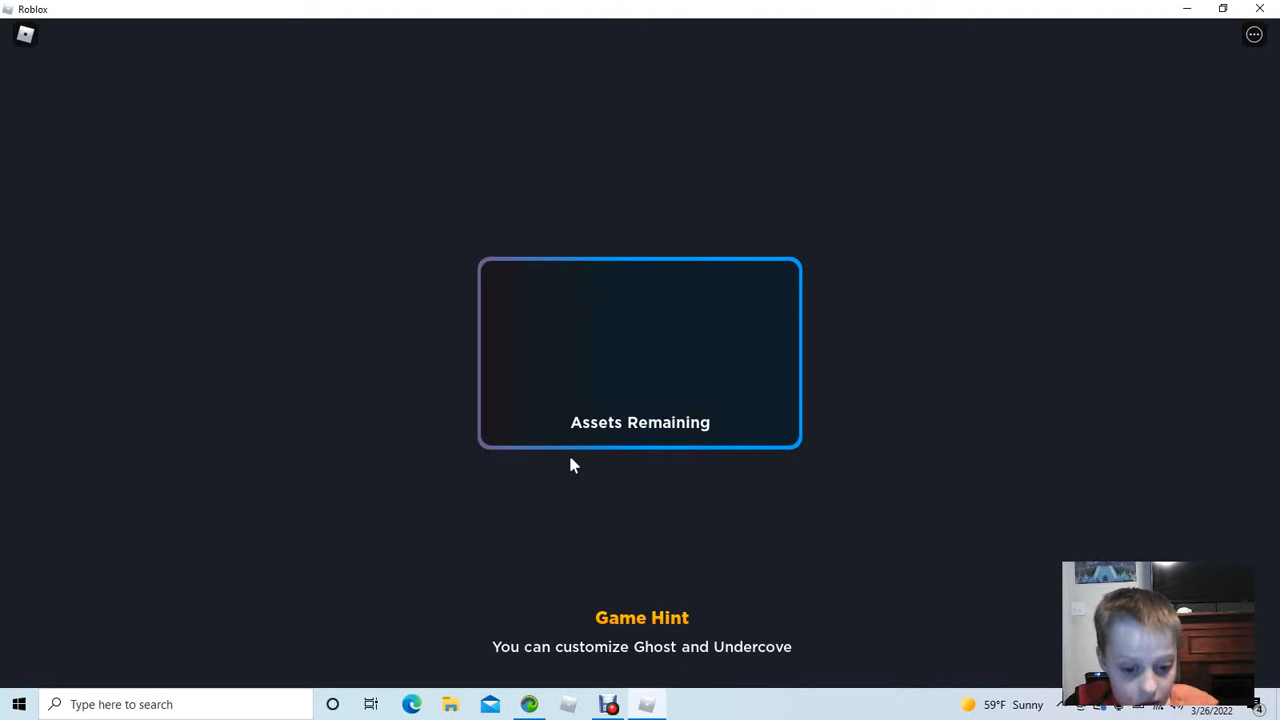 Roblox
Assets Remaining
Game Hint
You can customize Ghost and Undercove
Type here to search
59°F Sunny
3/26/2022
4